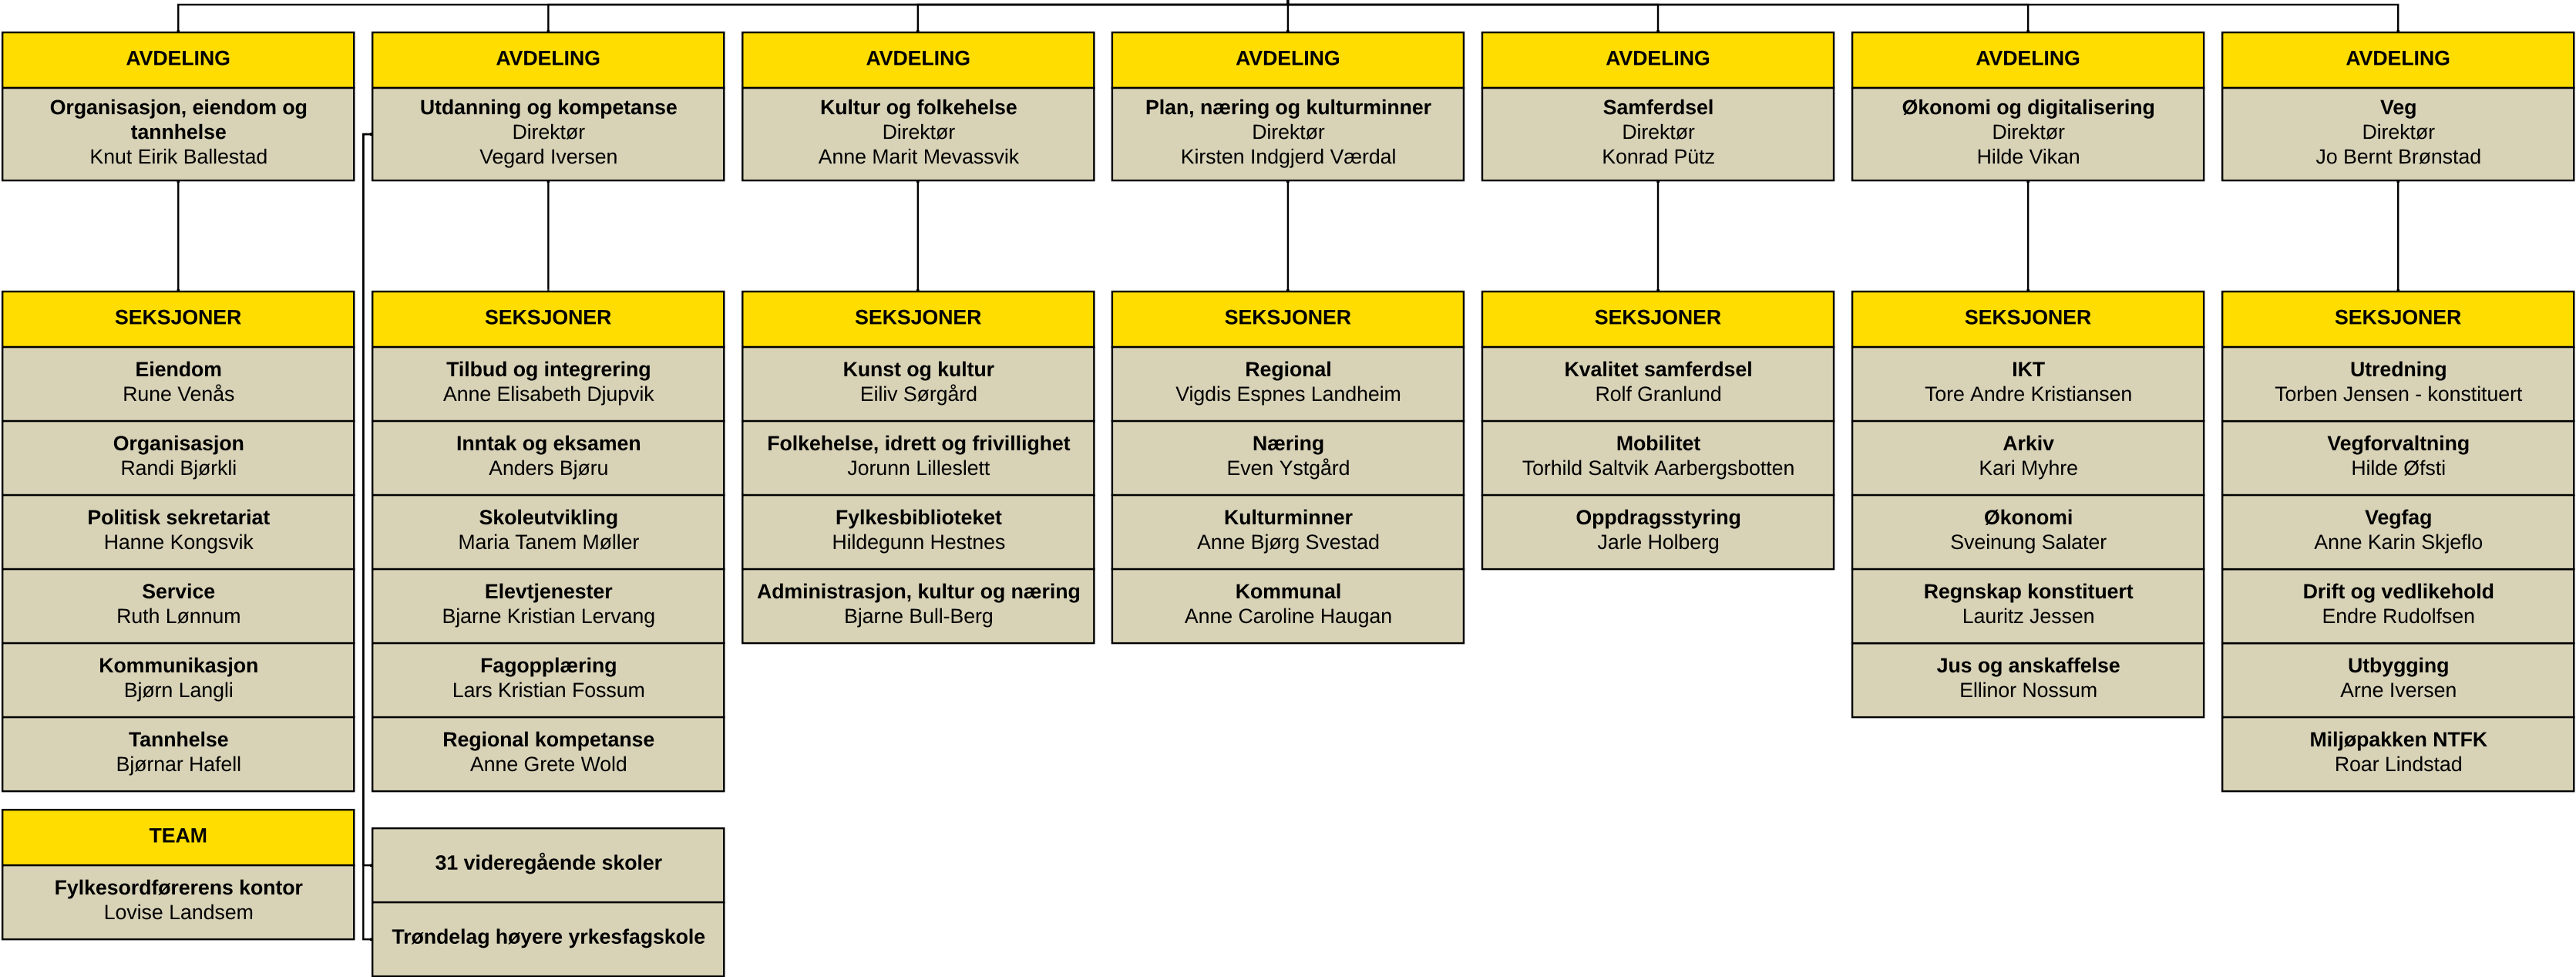 AVDELING
Organisasjon, eiendom og
tannhelse
Knut Eirik Ballestad
SEKSJONER
Eiendom
Rune Venås
Organisasjon
Randi Bjørkli
Politisk sekretariat
Hanne Kongsvik
Service
Ruth Lønnum
Kommunikasjon
Bjørn Langli
Tannhelse
Bjørnar Hafell
TEAM
Fylkesordførerens kontor
Lovise Landsem
AVDELING
Utdanning og kompetanse
Direktør
Vegard Iversen
SEKSJONER
Tilbud og integrering
Anne Elisabeth Djupvik
Inntak og eksamen
Anders Bjøru
Skoleutvikling
Maria Tanem Møller
Elevtjenester
Bjarne Kristian Lervang
Fagopplæring
Lars Kristian Fossum
Regional kompetanse
Anne Grete Wold
31 videregående skoler
Trøndelag høyere yrkesfagskole
AVDELING
Kultur og folkehelse
Direktør
Anne Marit Mevassvik
SEKSJONER
Kunst og kultur
Eiliv Sørgård
Folkehelse, idrett og frivillighet
Jorunn Lilleslett
Fylkesbiblioteket
Hildegunn Hestnes
Administrasjon, kultur og næring
Bjarne Bull-Berg
AVDELING
Plan, næring og kulturminner
Direktør
Kirsten Indgjerd Værdal
SEKSJONER
Regional
Vigdis Espnes Landheim
Næring
Even Ystgård
Kulturminner
Anne Bjørg Svestad
Kommunal
Anne Caroline Haugan
AVDELING
Samferdsel
Direktør
Konrad Pütz
SEKSJONER
Kvalitet samferdsel
Rolf Granlund
Mobilitet
Torhild Saltvik Aarbergsbotten
Oppdragsstyring
Jarle Holberg
AVDELING
Økonomi og digitalisering
Direktør
Hilde Vikan
SEKSJONER
IKT
Tore Andre Kristiansen
Arkiv
Kari Myhre
Økonomi
Sveinung Salater
Regnskap konstituert
Lauritz Jessen
Jus og anskaffelse
Ellinor Nossum
AVDELING
Veg
Direktør
Jo Bernt Brønstad
SEKSJONER
Utredning
Torben Jensen - konstituert
Vegforvaltning
Hilde Øfsti
Vegfag
Anne Karin Skjeflo
Drift og vedlikehold
Endre Rudolfsen
Utbygging
Arne Iversen
Miljøpakken NTFK
Roar Lindstad